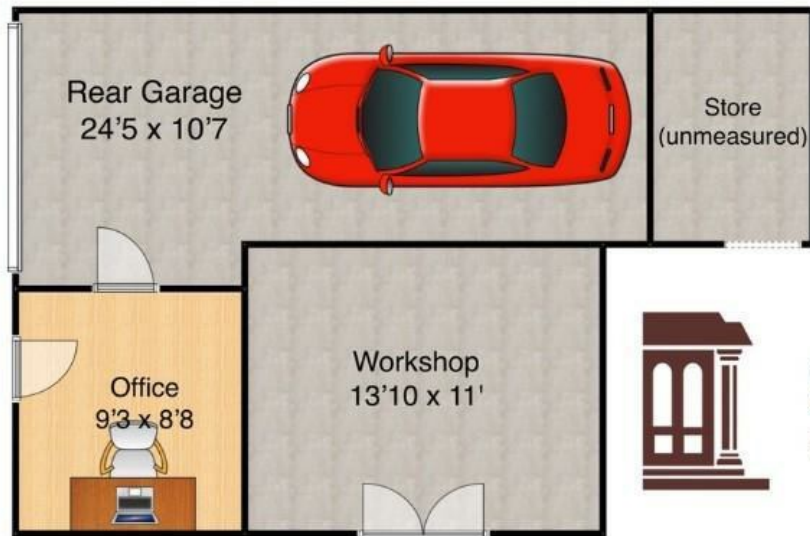 Rear Garage
24'5 x 10'7
Store
(unmeasured)
Workshop
13'10 x 11'
Office
9'3 x 8'8